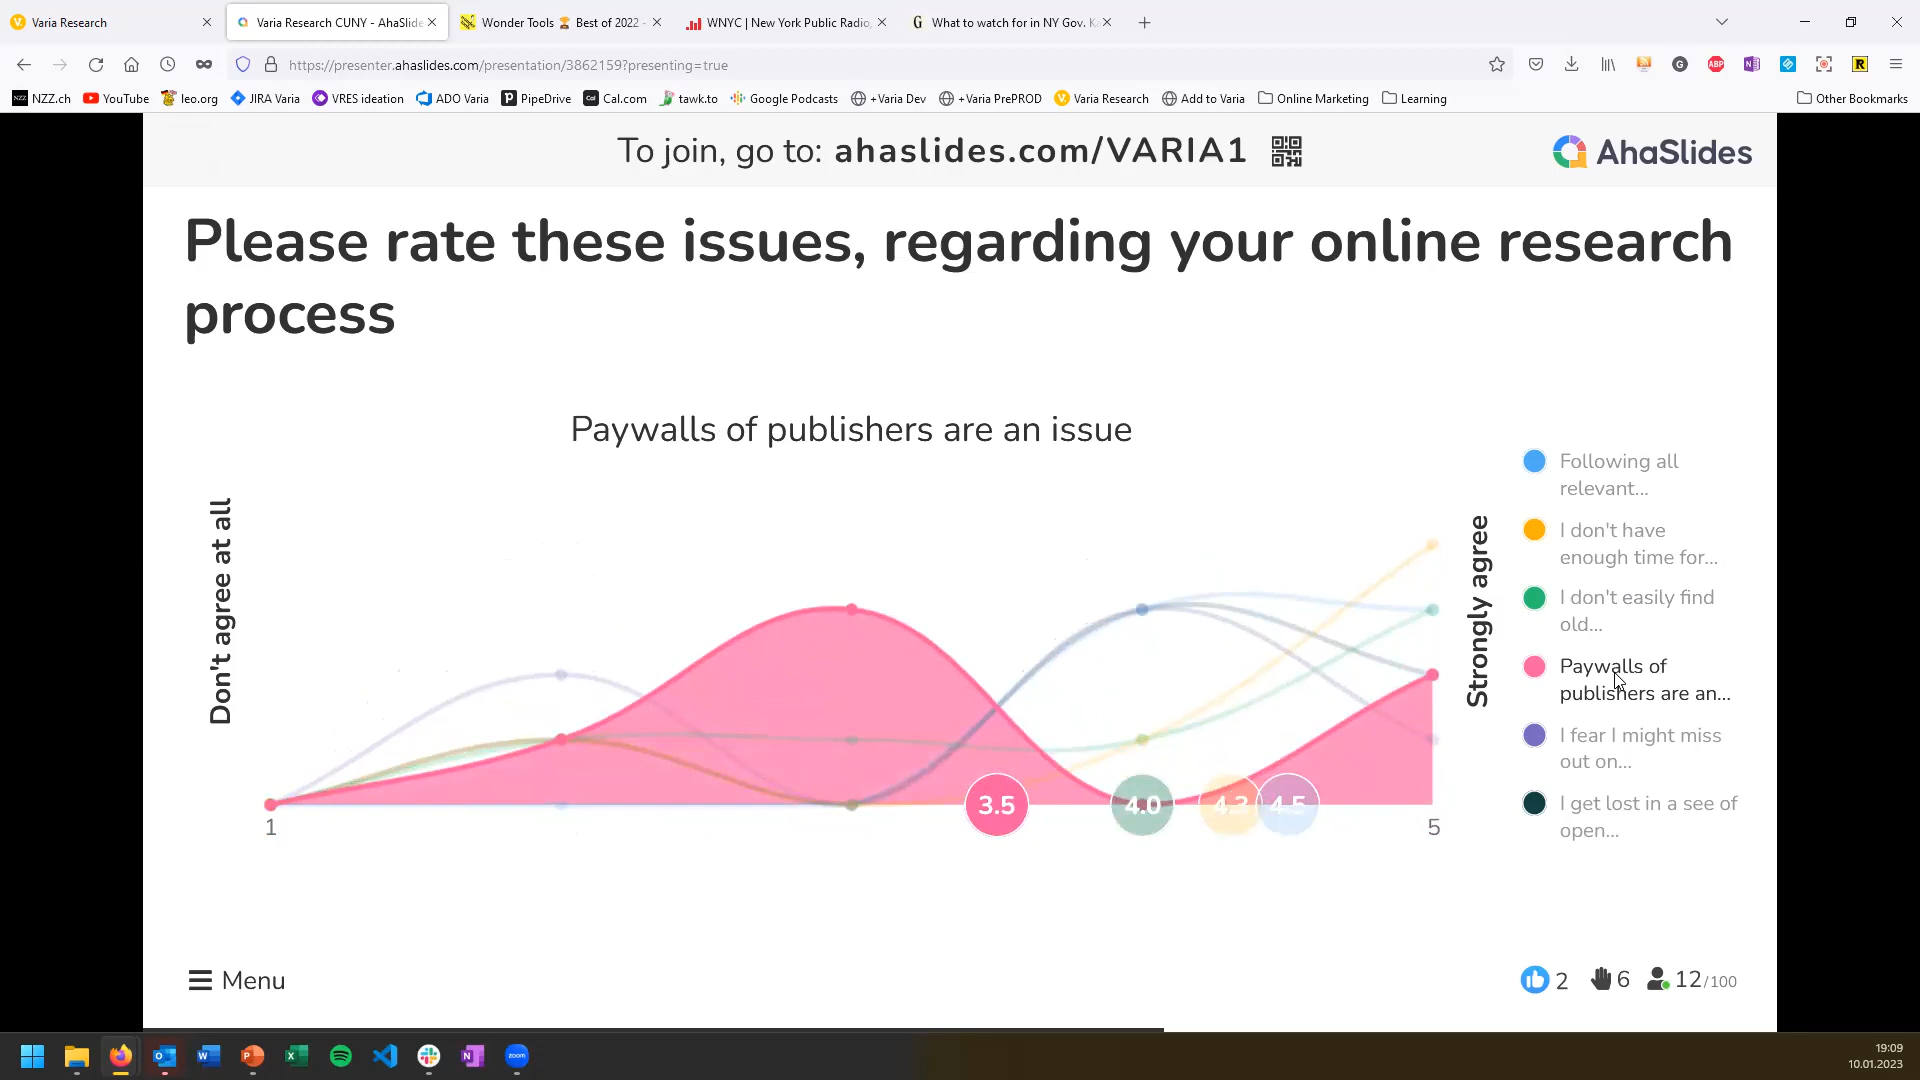 Varia Research
Varia Research CUNY - AhaSlide
Wonder Tools 🏆 Best of 2022 -
WNYC | New York Public Radio,
What to watch for in NY Gov. Ka
https://presenter.ahaslides.com/presentation/3862159?presenting=true
NZZ.ch YouTube leo.org JIRA Varia VRES ideation ADO Varia PipeDrive Cal.com tawk.to Google Podcasts +Varia Dev +Varia PrePROD Varia Research Add to Varia Online Marketing Learning Other Bookmarks
To join, go to: ahaslides.com/VARIA1
AhaSlides
Please rate these issues, regarding your online research
process
Paywalls of publishers are an issue
Don't agree at all
Strongly agree
3.5 4.0 4.3 4.5
1 5
Following all
relevant...
I don't have
enough time for...
I don't easily find
old...
Paywalls of
publishers are an...
I fear I might miss
out on...
I get lost in a see of
open...
Menu
2 6 12/100
19:09
10.01.2023